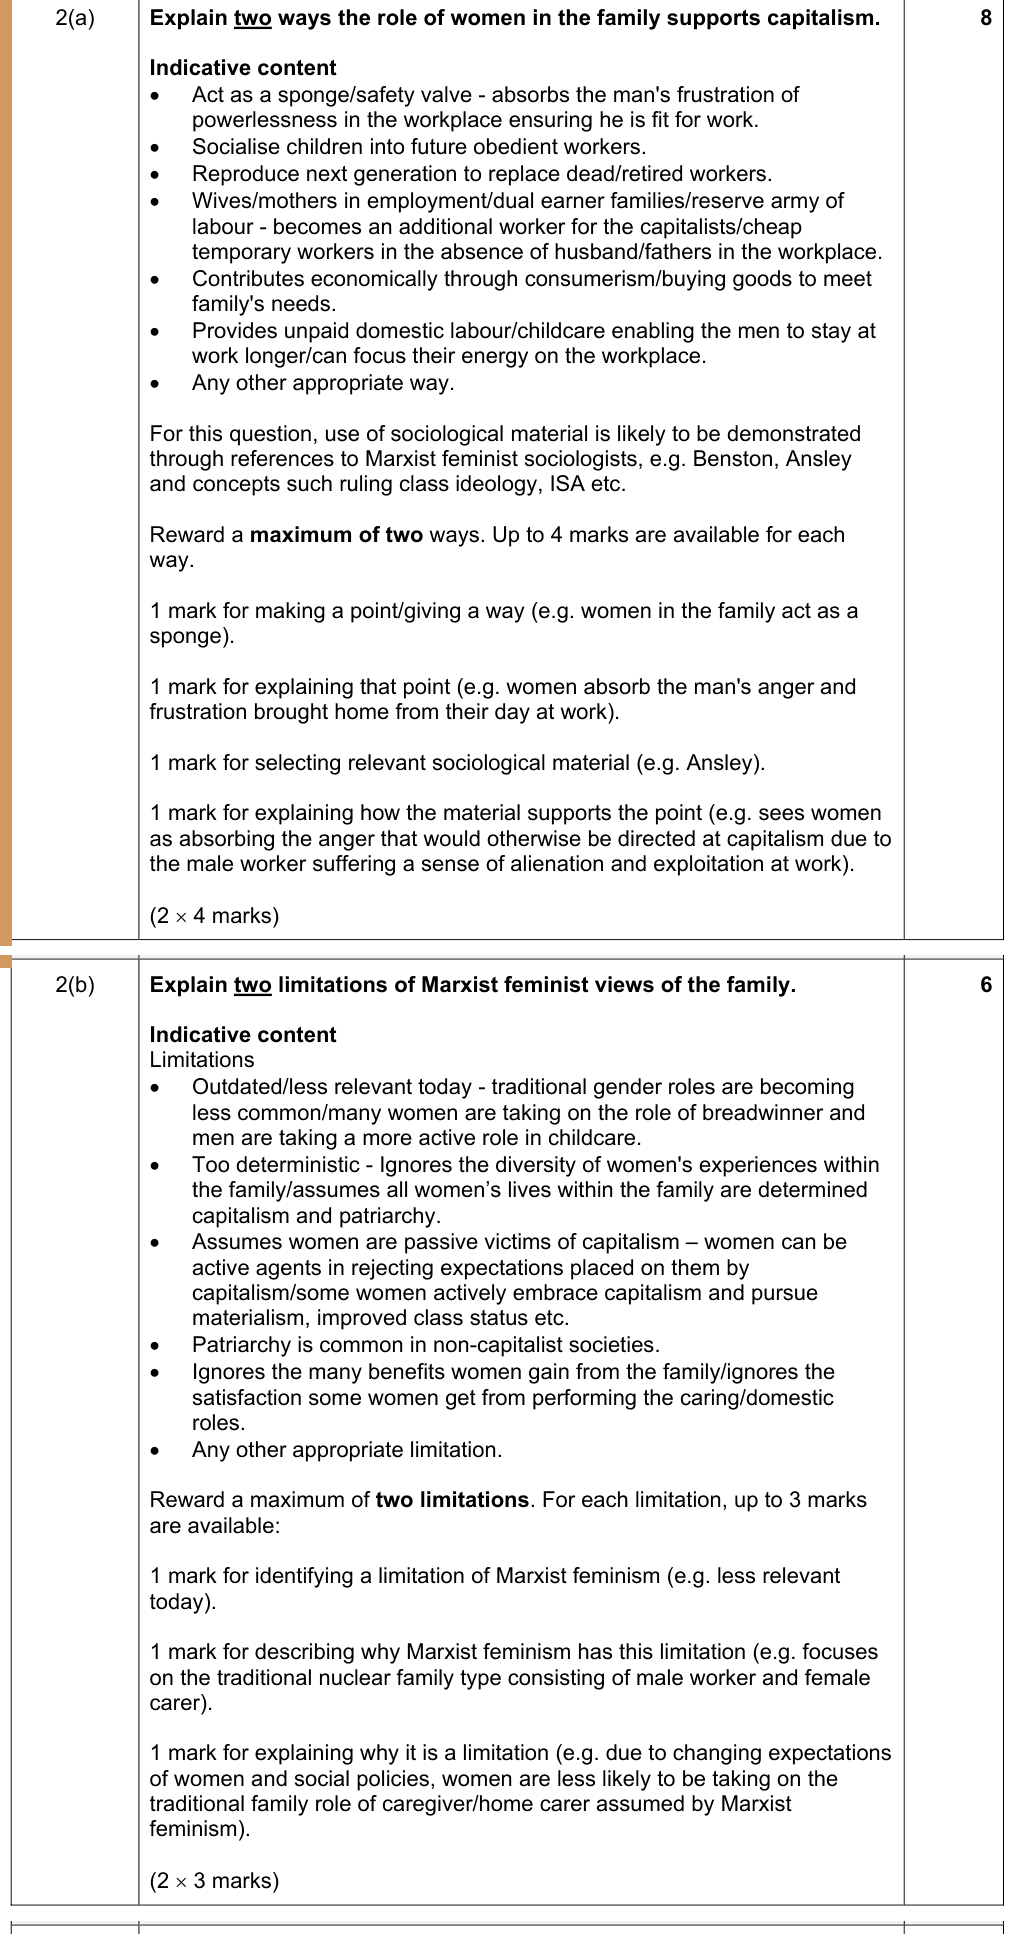 2(a)
Explain two ways the role of women in the family supports capitalism.
8
Indicative content
• Act as a sponge/safety valve - absorbs the man's frustration of
powerlessness in the workplace ensuring he is fit for work.
• Socialise children into future obedient workers.
• Reproduce next generation to replace dead/retired workers.
• Wives/mothers in employment/dual earner families/reserve army of
labour - becomes an additional worker for the capitalists/cheap
temporary workers in the absence of husband/fathers in the workplace.
• Contributes economically through consumerism/buying goods to meet
family's needs.
• Provides unpaid domestic labour/childcare enabling the men to stay at
work longer/can focus their energy on the workplace.
• Any other appropriate way.
For this question, use of sociological material is likely to be demonstrated
through references to Marxist feminist sociologists, e.g. Benston, Ansley
and concepts such ruling class ideology, ISA etc.
Reward a maximum of two ways. Up to 4 marks are available for each
way.
1 mark for making a point/giving a way (e.g. women in the family act as a
sponge).
1 mark for explaining that point (e.g. women absorb the man's anger and
frustration brought home from their day at work).
1 mark for selecting relevant sociological material (e.g. Ansley).
1 mark for explaining how the material supports the point (e.g. sees women
as absorbing the anger that would otherwise be directed at capitalism due to
the male worker suffering a sense of alienation and exploitation at work).
(2 × 4 marks)
2(b)
Explain two limitations of Marxist feminist views of the family.
6
Indicative content
Limitations
• Outdated/less relevant today - traditional gender roles are becoming
less common/many women are taking on the role of breadwinner and
men are taking a more active role in childcare.
• Too deterministic - Ignores the diversity of women's experiences within
the family/assumes all women’s lives within the family are determined
capitalism and patriarchy.
• Assumes women are passive victims of capitalism – women can be
active agents in rejecting expectations placed on them by
capitalism/some women actively embrace capitalism and pursue
materialism, improved class status etc.
• Patriarchy is common in non-capitalist societies.
• Ignores the many benefits women gain from the family/ignores the
satisfaction some women get from performing the caring/domestic
roles.
• Any other appropriate limitation.
Reward a maximum of two limitations. For each limitation, up to 3 marks
are available:
1 mark for identifying a limitation of Marxist feminism (e.g. less relevant
today).
1 mark for describing why Marxist feminism has this limitation (e.g. focuses
on the traditional nuclear family type consisting of male worker and female
carer).
1 mark for explaining why it is a limitation (e.g. due to changing expectations
of women and social policies, women are less likely to be taking on the
traditional family role of caregiver/home carer assumed by Marxist
feminism).
(2 × 3 marks)